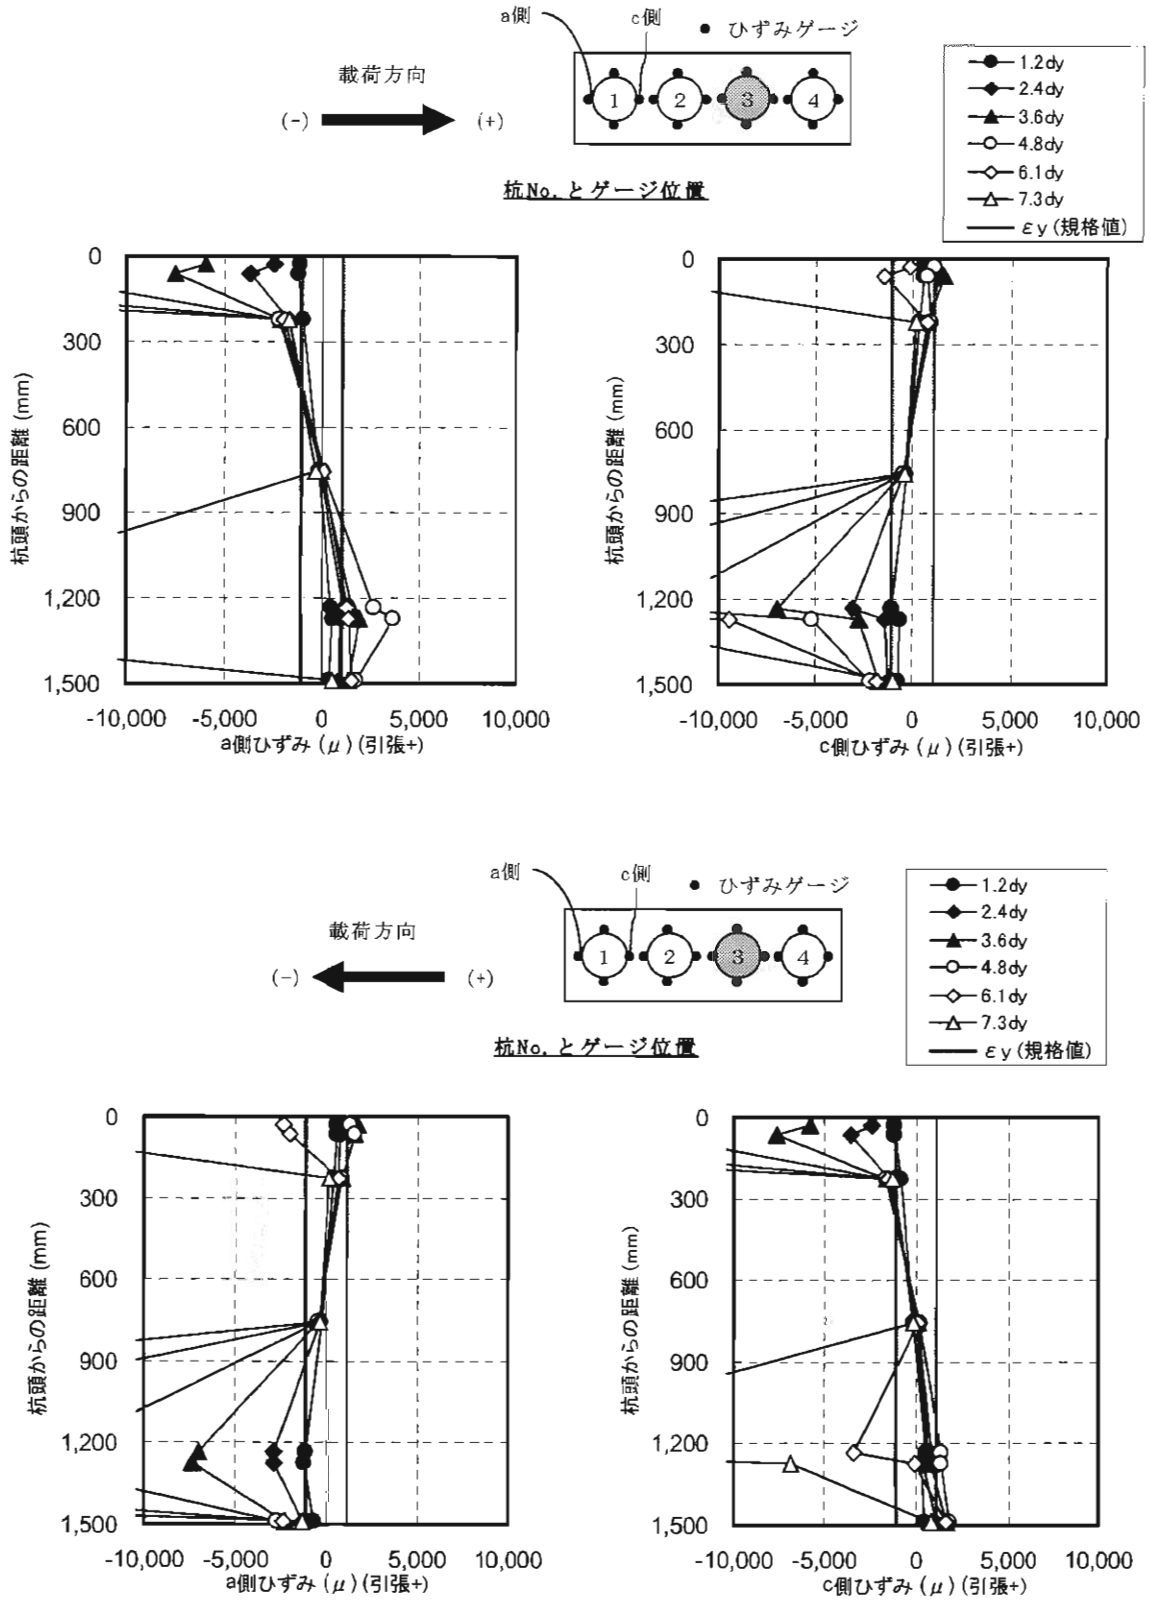 a側
c側
● ひずみゲージ
載荷方向
(-)
(+)
1
2
3
4
杭No.とゲージ位置
1.2dy
2.4dy
3.6dy
4.8dy
6.1dy
7.3dy
εy(規格値)
0
300
600
900
1,200
1,500
杭頭からの距離(mm)
-10,000 -5,000 0 5,000 10,000
a側ひずみ(μ)(引張+)
0
300
600
900
1,200
1,500
杭頭からの距離(mm)
-10,000 -5,000 0 5,000 10,000
c側ひずみ(μ)(引張+)
a側
c側
● ひずみゲージ
載荷方向
(-)
(+)
1
2
3
4
杭No.とゲージ位置
1.2dy
2.4dy
3.6dy
4.8dy
6.1dy
7.3dy
εy(規格値)
0
300
600
900
1,200
1,500
杭頭からの距離(mm)
-10,000 -5,000 0 5,000 10,000
a側ひずみ(μ)(引張+)
0
300
600
900
1,200
1,500
杭頭からの距離(mm)
-10,000 -5,000 0 5,000 10,000
c側ひずみ(μ)(引張+)